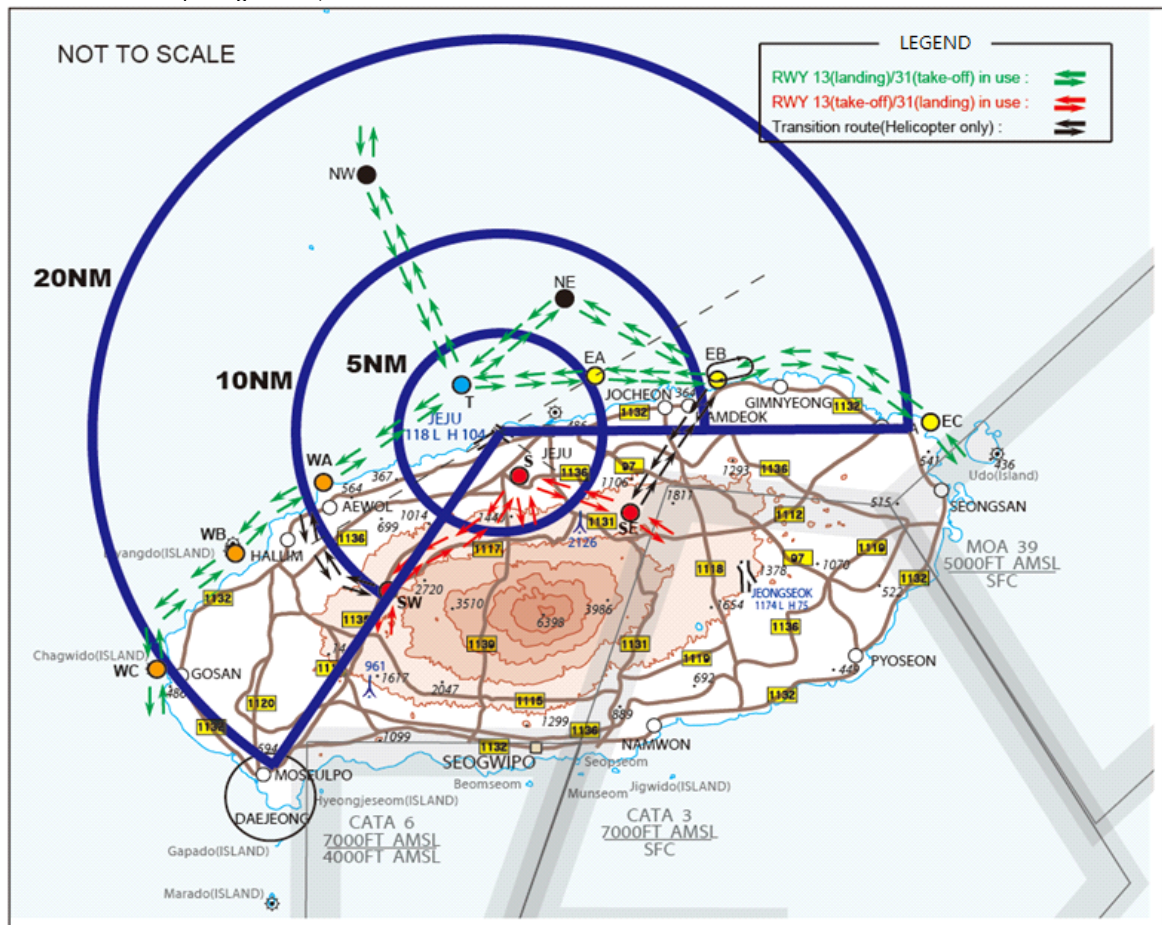 NOT TO SCALE
LEGEND
RWY 13(landing)/31(take-off) in use :
RWY 13(take-off)/31(landing) in use :
Transition route(Helicopter only) :
NW
20NM
NE
5NM
EA
EB
10NM
T
JOCHEON
364
GIMNYEONG
1132
1132
EC
JEJU
118 L H 104
486
JEJU
WA
S
1136
97
1106
1293
1136
541
436
Udo(Island)
564
367
AEWOL
699
1014
1811
515
SEONGSAN
SE
1131
1112
WB
HALLIM
1136
2126
1117
1119
MOA 39
5000FT AMSL
SFC
97
1070
1118
1378
JEONGSEOK
1174 L H 75
1132
1132
2720
SW
3510
3986
6398
1654
522
1136
1139
1131
Chagwido(ISLAND)
WC
GOSAN
961
1617
1119
692
449
PYOSEON
2047
1120
1115
1132
1132
889
1299
1136
594
1099
1132
NAMWON
MOSEULPO
SEOGWIPO
Seopseom
Beomseom
Jigwido(ISLAND)
Munseom
Hyeongjeseom(ISLAND)
DAEJEONG
CATA 6
7000FT AMSL
4000FT AMSL
CATA 3
7000FT AMSL
SFC
Gapado(ISLAND)
Marado(ISLAND)